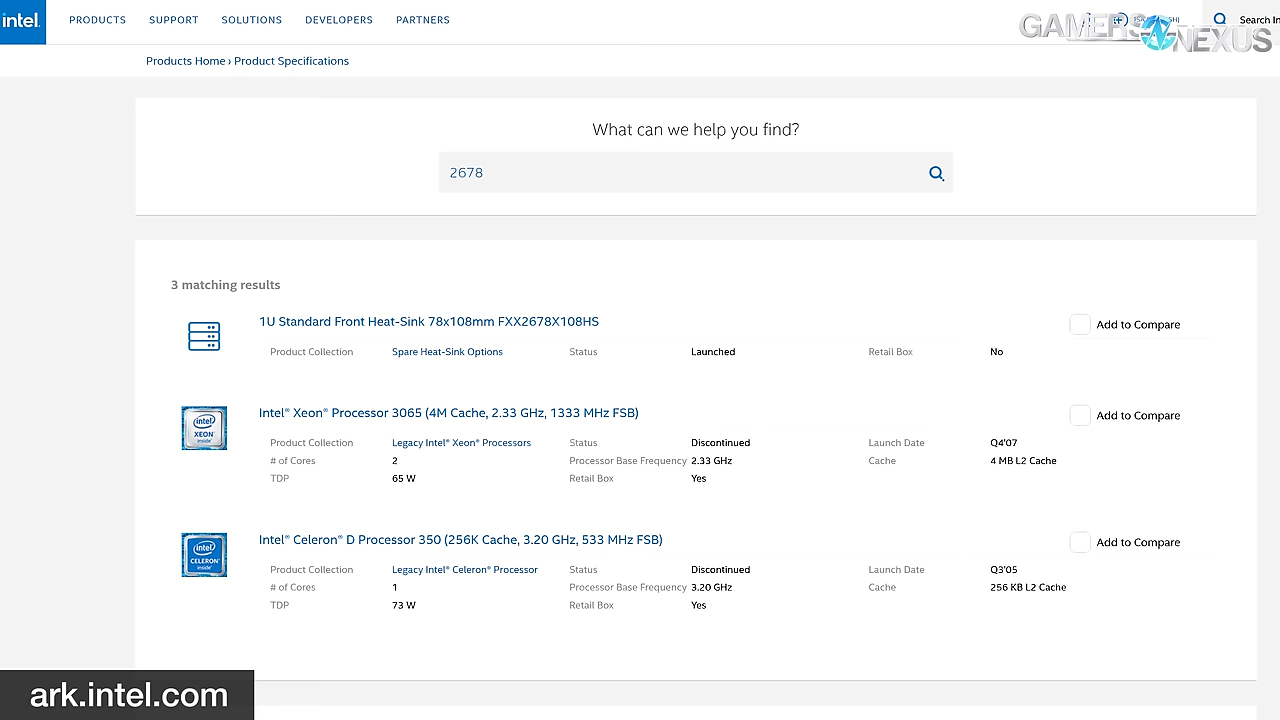 intel.
PRODUCTS SUPPORT SOLUTIONS DEVELOPERS PARTNERS
Search In
GAMERS NEXUS
Products Home › Product Specifications
What can we help you find?
2678
3 matching results
1U Standard Front Heat-Sink 78x108mm FXX2678X108HS
Add to Compare
Product Collection Spare Heat-Sink Options Status Launched Retail Box No
intel XEON inside
Intel® Xeon® Processor 3065 (4M Cache, 2.33 GHz, 1333 MHz FSB)
Add to Compare
Product Collection Legacy Intel® Xeon® Processors Status Discontinued Launch Date Q4'07
# of Cores 2 Processor Base Frequency 2.33 GHz Cache 4 MB L2 Cache
TDP 65 W Retail Box Yes
intel CELERON inside
Intel® Celeron® D Processor 350 (256K Cache, 3.20 GHz, 533 MHz FSB)
Add to Compare
Product Collection Legacy Intel® Celeron® Processor Status Discontinued Launch Date Q3'05
# of Cores 1 Processor Base Frequency 3.20 GHz Cache 256 KB L2 Cache
TDP 73 W Retail Box Yes
ark.intel.com